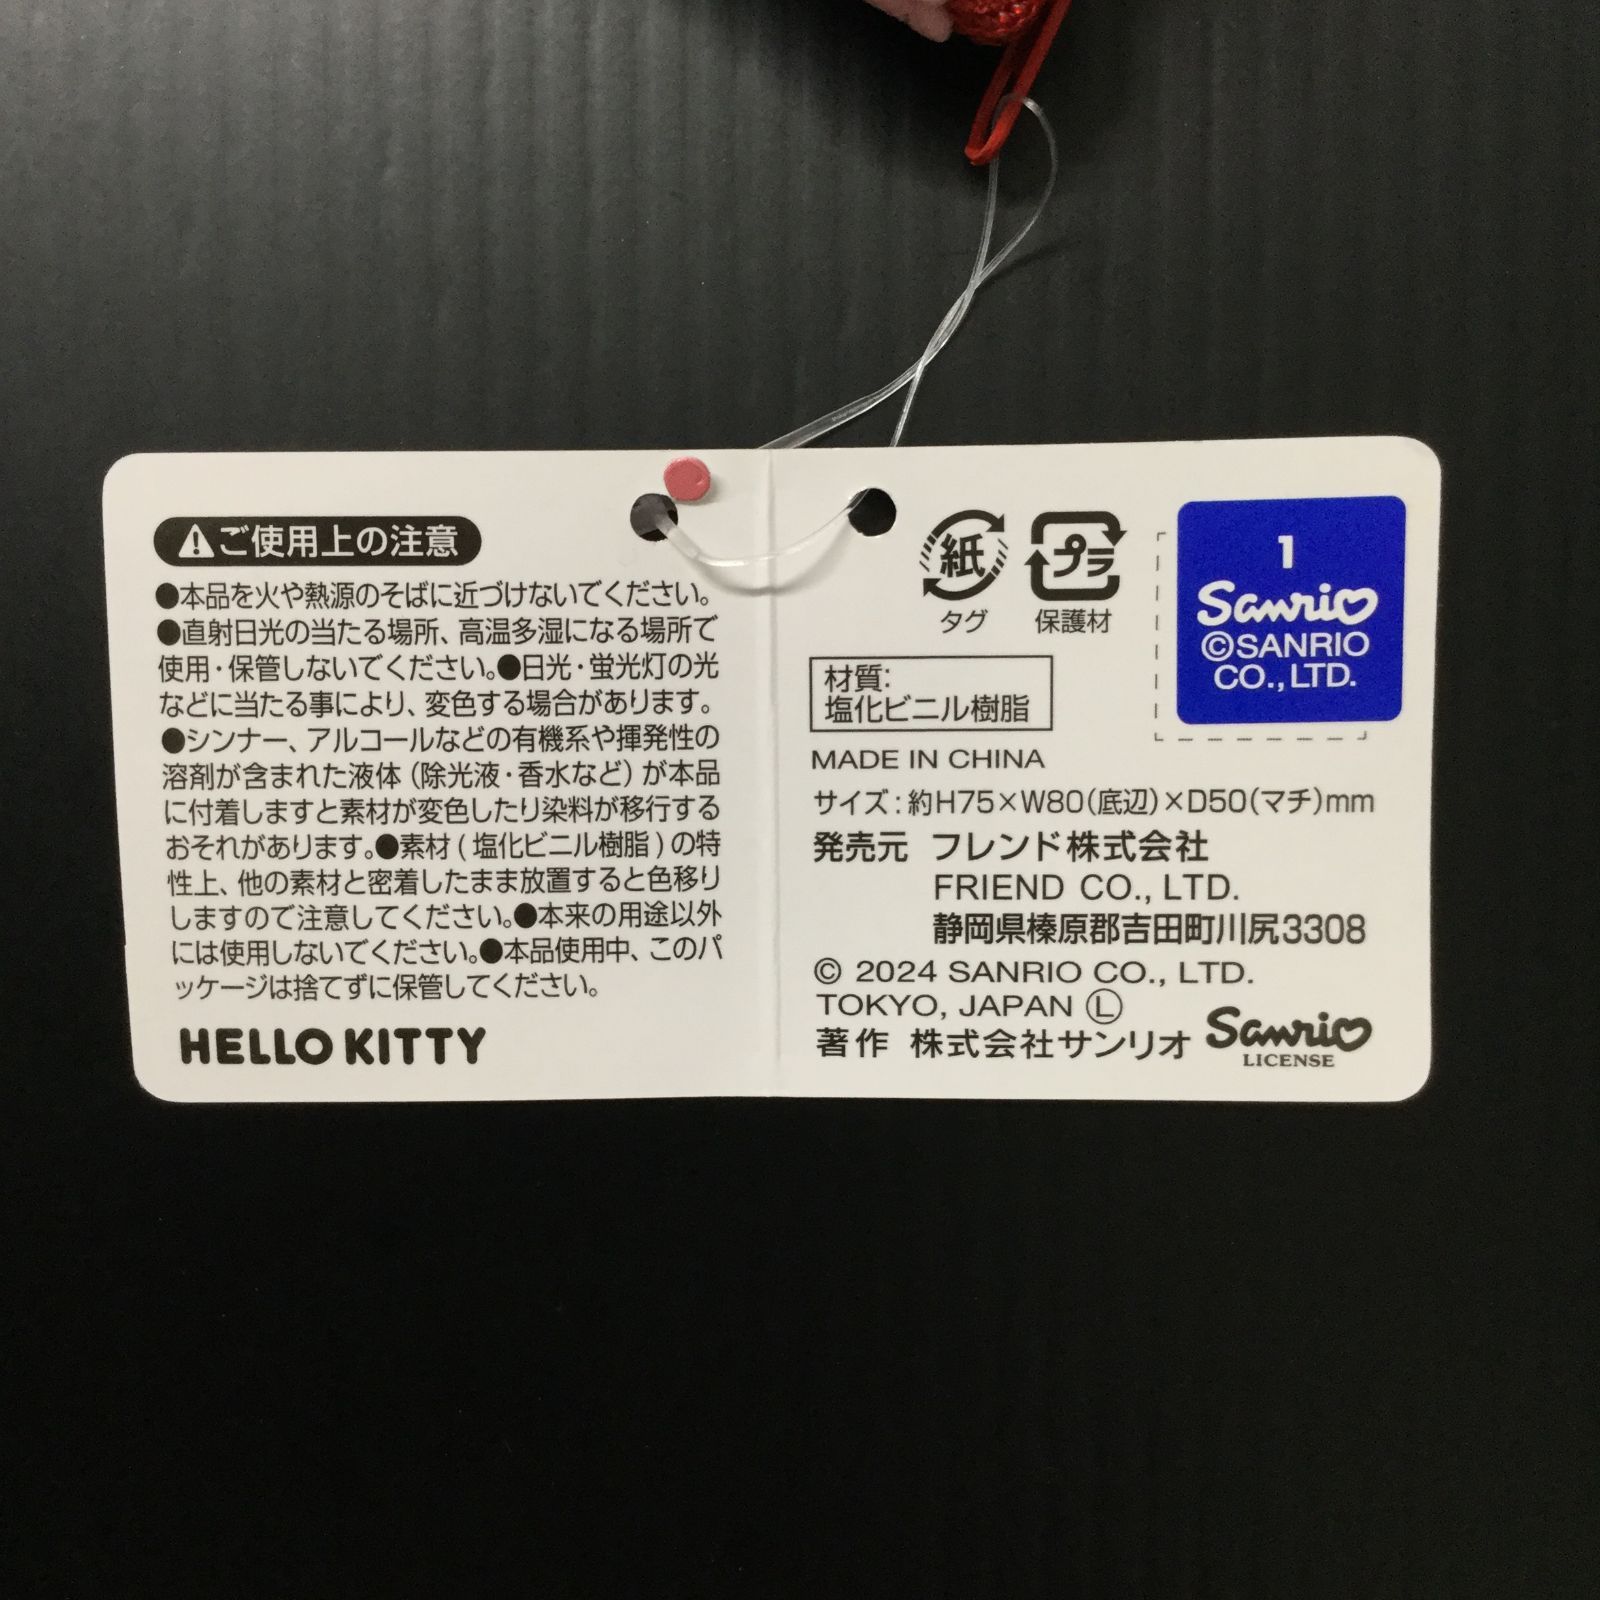 ⚠ご使用上の注意
●本品を火や熱源のそばに近づけないでください。
●直射日光の当たる場所、高温多湿になる場所で
使用・保管しないでください。●日光・蛍光灯の光
などに当たる事により、変色する場合があります。
●シンナー、アルコールなどの有機系や揮発性の
溶剤が含まれた液体(除光液・香水など)が本品
に付着しますと素材が変色したり染料が移行する
おそれがあります。●素材(塩化ビニル樹脂)の特
性上、他の素材と密着したまま放置すると色移り
しますので注意してください。●本来の用途以外
には使用しないでください。●本品使用中、このパ
ッケージは捨てずに保管してください。
HELLO KITTY
紙
タグ
プラ
保護材
1
Sanrio
©SANRIO
CO., LTD.
材質:
塩化ビニル樹脂
MADE IN CHINA
サイズ:約H75×W80(底辺)×D50(マチ)mm
発売元 フレンド株式会社
FRIEND CO., LTD.
静岡県榛原郡吉田町川尻3308
© 2024 SANRIO CO., LTD.
TOKYO, JAPAN Ⓛ
著作 株式会社サンリオ
Sanrio
LICENSE